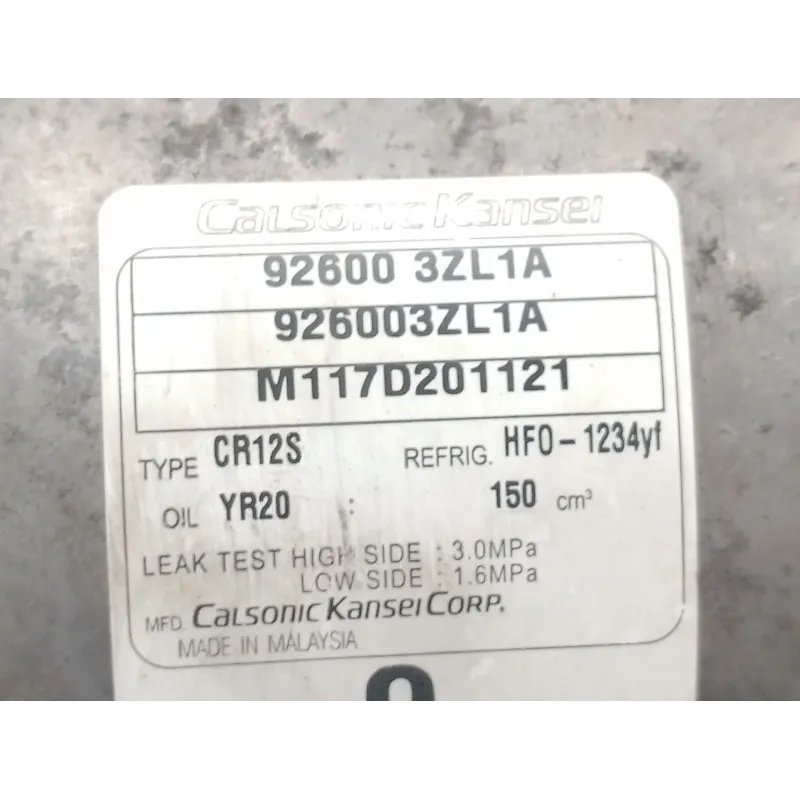 Calsonic Kansei
92600 3ZL1A
926003ZL1A
M117D201121
TYPE CR12S REFRIG. HFO-1234yf
OIL YR20 : 150 cm³
LEAK TEST HIGH SIDE : 3.0MPa
LOW SIDE : 1.6MPa
MFD. CALSONIC KANSEI CORP.
MADE IN MALAYSIA